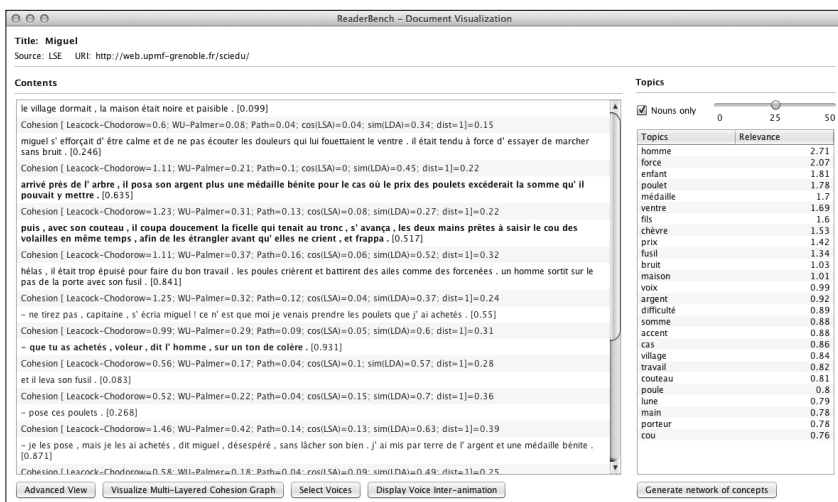 ReaderBench – Document Visualization
Title: Miguel
Source: LSE URI: http://web.upmf-grenoble.fr/sciedu/
Contents
le village dormait , la maison était noire et paisible . [0.099]
Cohesion [ Leacock-Chodorow=0.6; WU-Palmer=0.08; Path=0.04; cos(LSA)=0.04; sim(LDA)=0.34; dist=1]=0.15
miguel s' efforçait d' être calme et de ne pas écouter les douleurs qui lui fouettaient le ventre . il était tendu à force d' essayer de marcher
sans bruit . [0.246]
Cohesion [ Leacock-Chodorow=1.11; WU-Palmer=0.21; Path=0.1; cos(LSA)=0; sim(LDA)=0.45; dist=1]=0.22
arrivé près de l' arbre , il posa son argent plus une médaille bénite pour le cas où le prix des poulets excéderait la somme qu' il
pouvait y mettre . [0.635]
Cohesion [ Leacock-Chodorow=1.23; WU-Palmer=0.31; Path=0.13; cos(LSA)=0.08; sim(LDA)=0.27; dist=1]=0.22
puis , avec son couteau , il coupa doucement la ficelle qui tenait au tronc , s' avança , les deux mains prêtes à saisir le cou des
volailles en même temps , afin de les étrangler avant qu' elles ne crient , et frappa . [0.517]
Cohesion [ Leacock-Chodorow=1.11; WU-Palmer=0.37; Path=0.16; cos(LSA)=0.06; sim(LDA)=0.52; dist=1]=0.32
hélas , il était trop épuisé pour faire du bon travail . les poules crièrent et battirent des ailes comme des forcenées . un homme sortit sur le
pas de la porte avec son fusil . [0.841]
Cohesion [ Leacock-Chodorow=1.25; WU-Palmer=0.32; Path=0.12; cos(LSA)=0.04; sim(LDA)=0.37; dist=1]=0.24
– ne tirez pas , capitaine , s' écria miguel ! ce n' est que moi je venais prendre les poulets que j' ai achetés . [0.55]
Cohesion [ Leacock-Chodorow=0.99; WU-Palmer=0.29; Path=0.09; cos(LSA)=0.05; sim(LDA)=0.6; dist=1]=0.31
– que tu as achetés , voleur , dit l' homme , sur un ton de colère . [0.931]
Cohesion [ Leacock-Chodorow=0.56; WU-Palmer=0.17; Path=0.04; cos(LSA)=0.1; sim(LDA)=0.57; dist=1]=0.28
et il leva son fusil . [0.083]
Cohesion [ Leacock-Chodorow=0.52; WU-Palmer=0.22; Path=0.04; cos(LSA)=0.15; sim(LDA)=0.7; dist=1]=0.36
– pose ces poulets . [0.268]
Cohesion [ Leacock-Chodorow=1.46; WU-Palmer=0.42; Path=0.14; cos(LSA)=0.13; sim(LDA)=0.63; dist=1]=0.39
– je les pose , mais je les ai achetés , dit miguel , désespéré , sans lâcher son bien . j' ai mis par terre de l' argent et une médaille bénite .
[0.871]
Cohesion [ Leacock-Chodorow=0.58; WU-Palmer=0.18; Path=0.04; cos(LSA)=0.09; sim(LDA)=0.49; dist=1]=0.25
Advanced View Visualize Multi-Layered Cohesion Graph Select Voices Display Voice Inter-animation
Topics
Nouns only
0 25 50
Topics Relevance
homme 2.71
force 2.07
enfant 1.81
poulet 1.78
médaille 1.7
ventre 1.69
fils 1.6
chèvre 1.53
prix 1.42
fusil 1.34
bruit 1.03
maison 1.01
voix 0.99
argent 0.92
difficulté 0.89
somme 0.88
accent 0.88
cas 0.86
village 0.84
travail 0.82
couteau 0.81
poule 0.8
lune 0.79
main 0.78
porteur 0.78
cou 0.76
Generate network of concepts